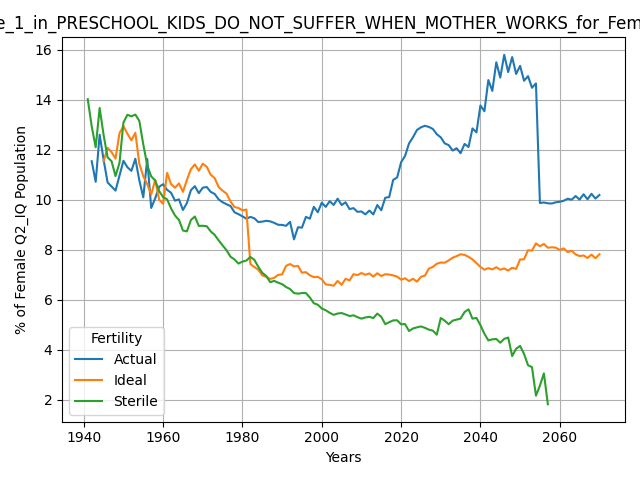 e_1_in_PRESCHOOL_KIDS_DO_NOT_SUFFER_WHEN_MOTHER_WORKS_for_Fem
16
14
12
10
8
6
4
2
% of Female Q2_IQ Population
Fertility
Actual
Ideal
Sterile
1940
1960
1980
2000
2020
2040
2060
Years